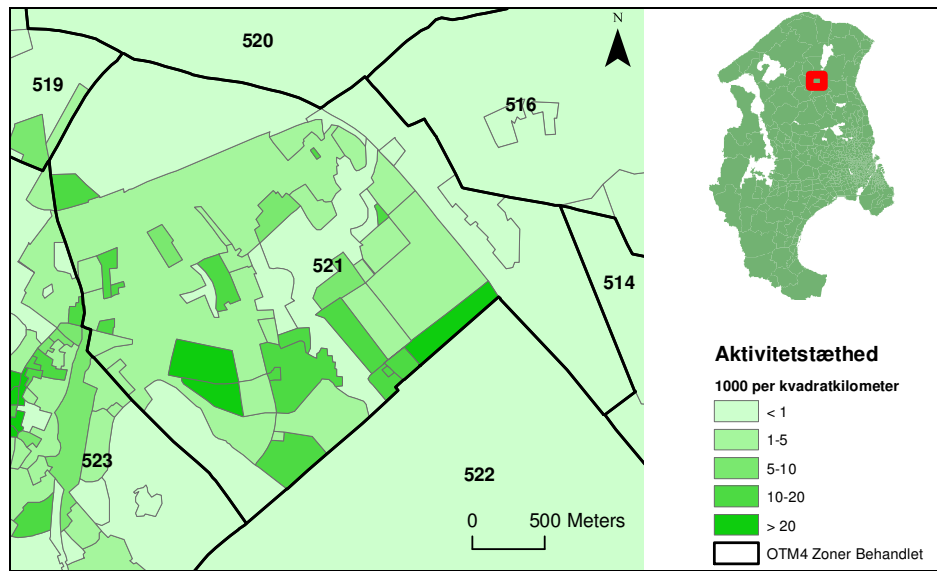 520
N
519
516
521
514
523
522
0 500 Meters
Aktivitetstæthed
1000 per kvadratkilometer
< 1
1-5
5-10
10-20
> 20
OTM4 Zoner Behandlet